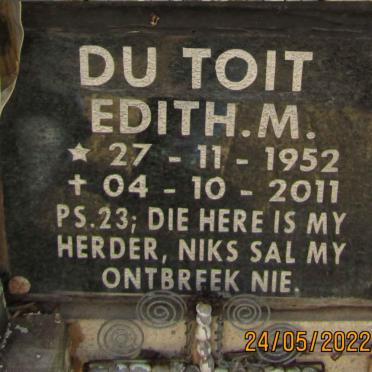 DU TOIT
EDITH.M.
★ 27 - 11 - 1952
✝ 04 - 10 - 2011
PS.23; DIE HERE IS MY
HERDER, NIKS SAL MY
ONTBREEK NIE.
24/05/2022